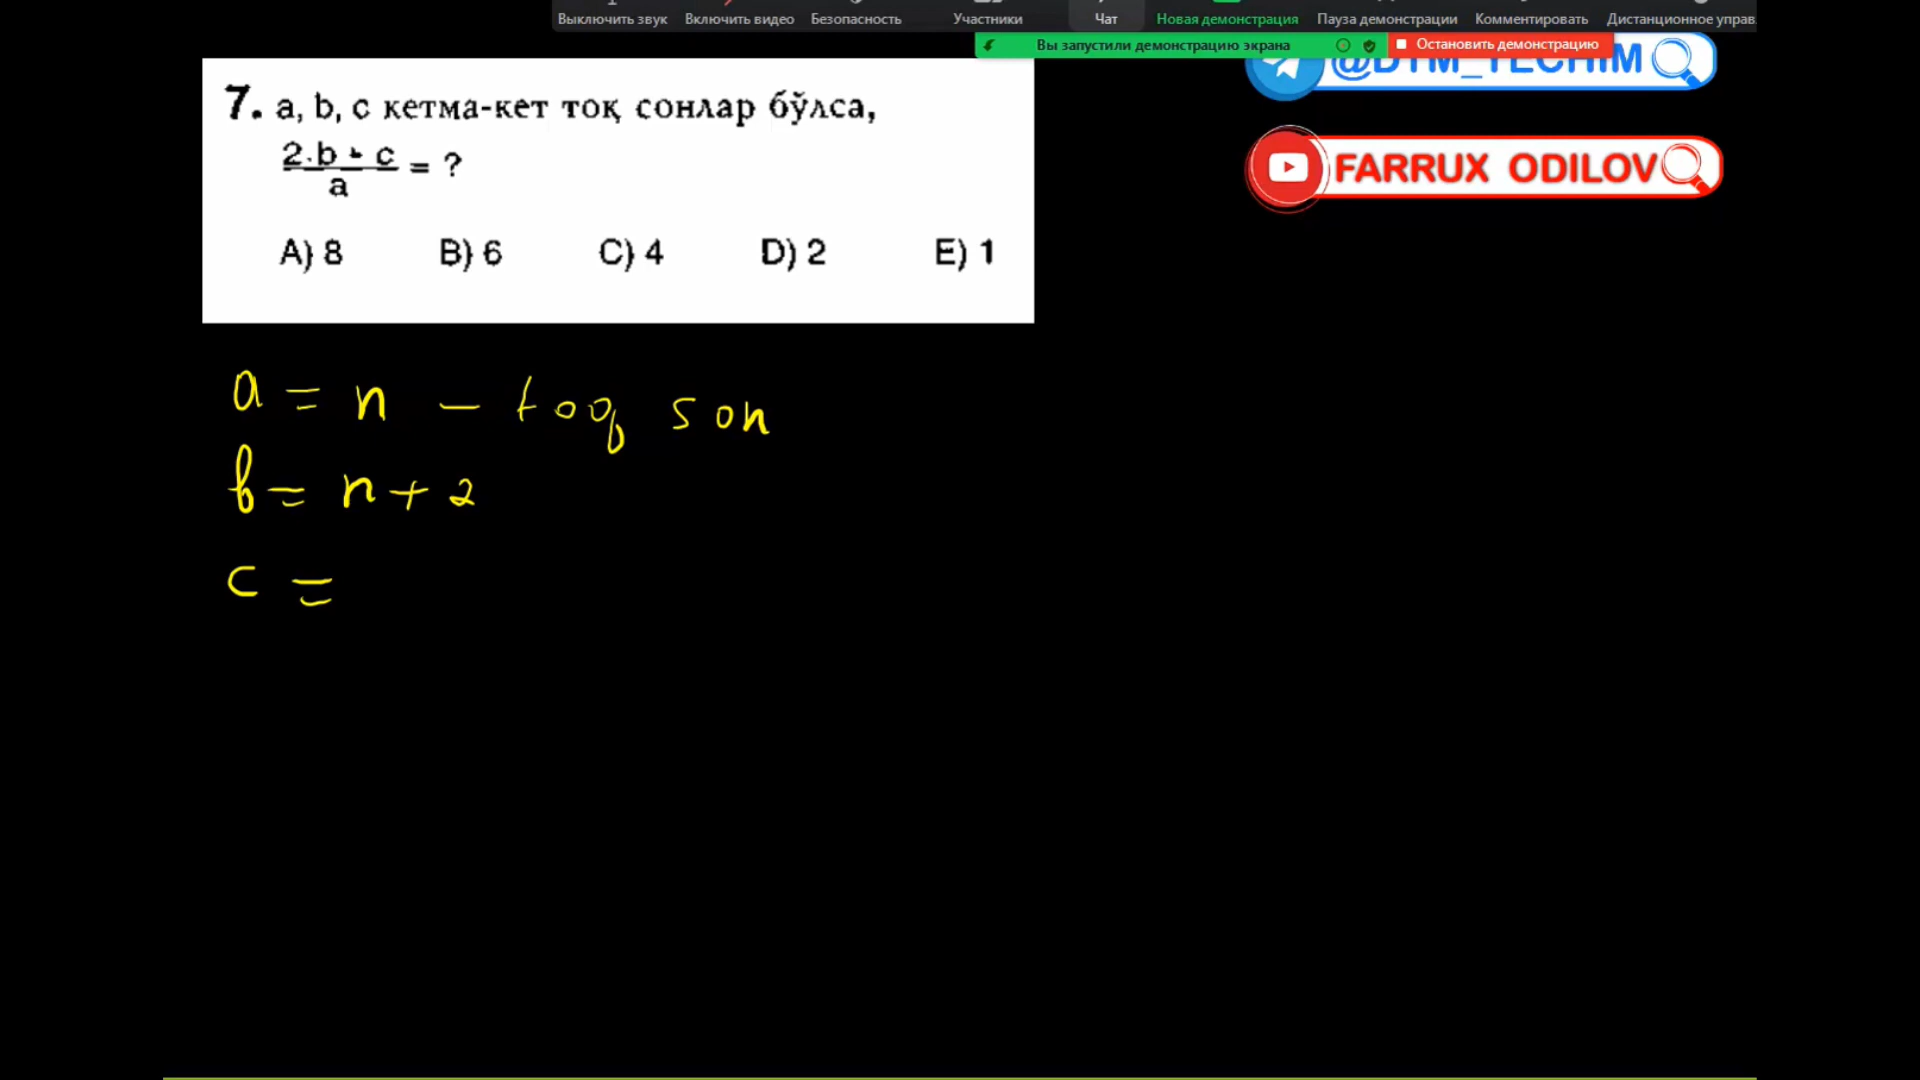 Выключить звук Включить видео Безопасность Участники Чат Новая демонстрация Пауза демонстрации Комментировать Дистанционное управ.
Вы запустили демонстрацию экрана Остановить демонстрацию
@DTM_YECHIM
FARRUX ODILOV
7. a, b, c кетма-кет тоқ сонлар бўлса,
2·b - c
a
= ?
A) 8 B) 6 C) 4 D) 2 E) 1
a = n - toq son
b = n + 2
c =